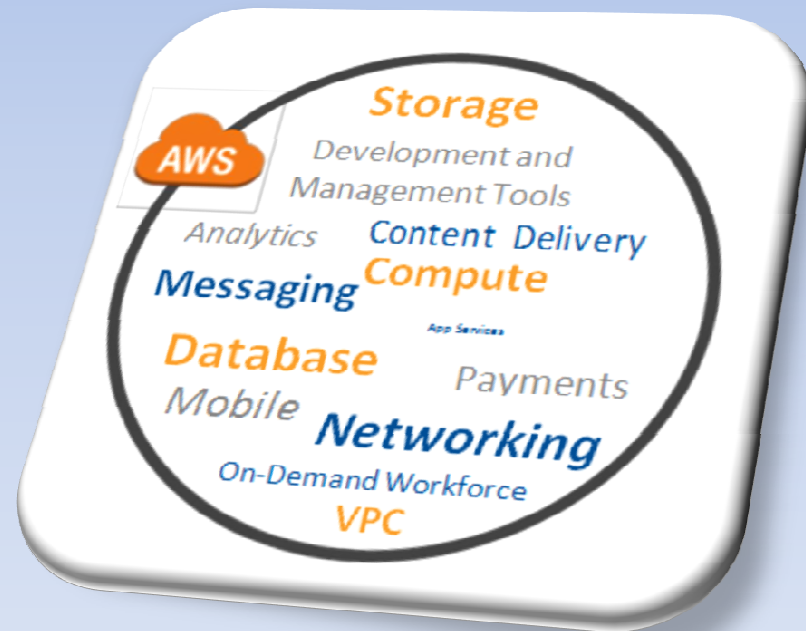 Storage
AWS
Development and
Management Tools
Analytics
Content Delivery
Compute
Messaging
App Services
Database
Payments
Mobile
Networking
On-Demand Workforce
VPC